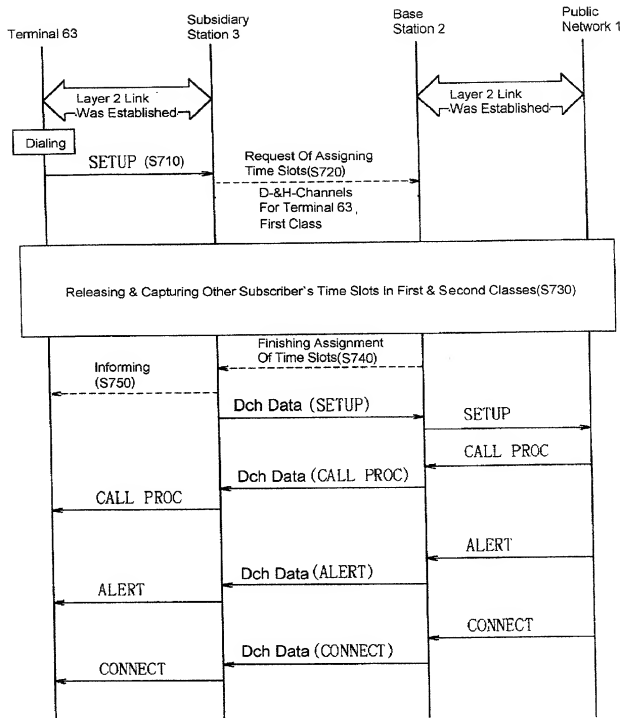 Terminal 63
Subsidiary
Station 3
Base
Station 2
Public
Network 1
Layer 2 Link
Was Established
Layer 2 Link
Was Established
Dialing
SETUP (S710)
Request Of Assigning
Time Slots(S720)
D-&H-Channels
For Terminal 63,
First Class
Releasing & Capturing Other Subscriber`s Time Slots In First & Second Classes(S730)
Finishing Assignment
Of Time Slots(S740)
Informing
(S750)
Dch Data (SETUP)
SETUP
CALL PROC
Dch Data (CALL PROC)
CALL PROC
ALERT
Dch Data (ALERT)
ALERT
CONNECT
Dch Data (CONNECT)
CONNECT